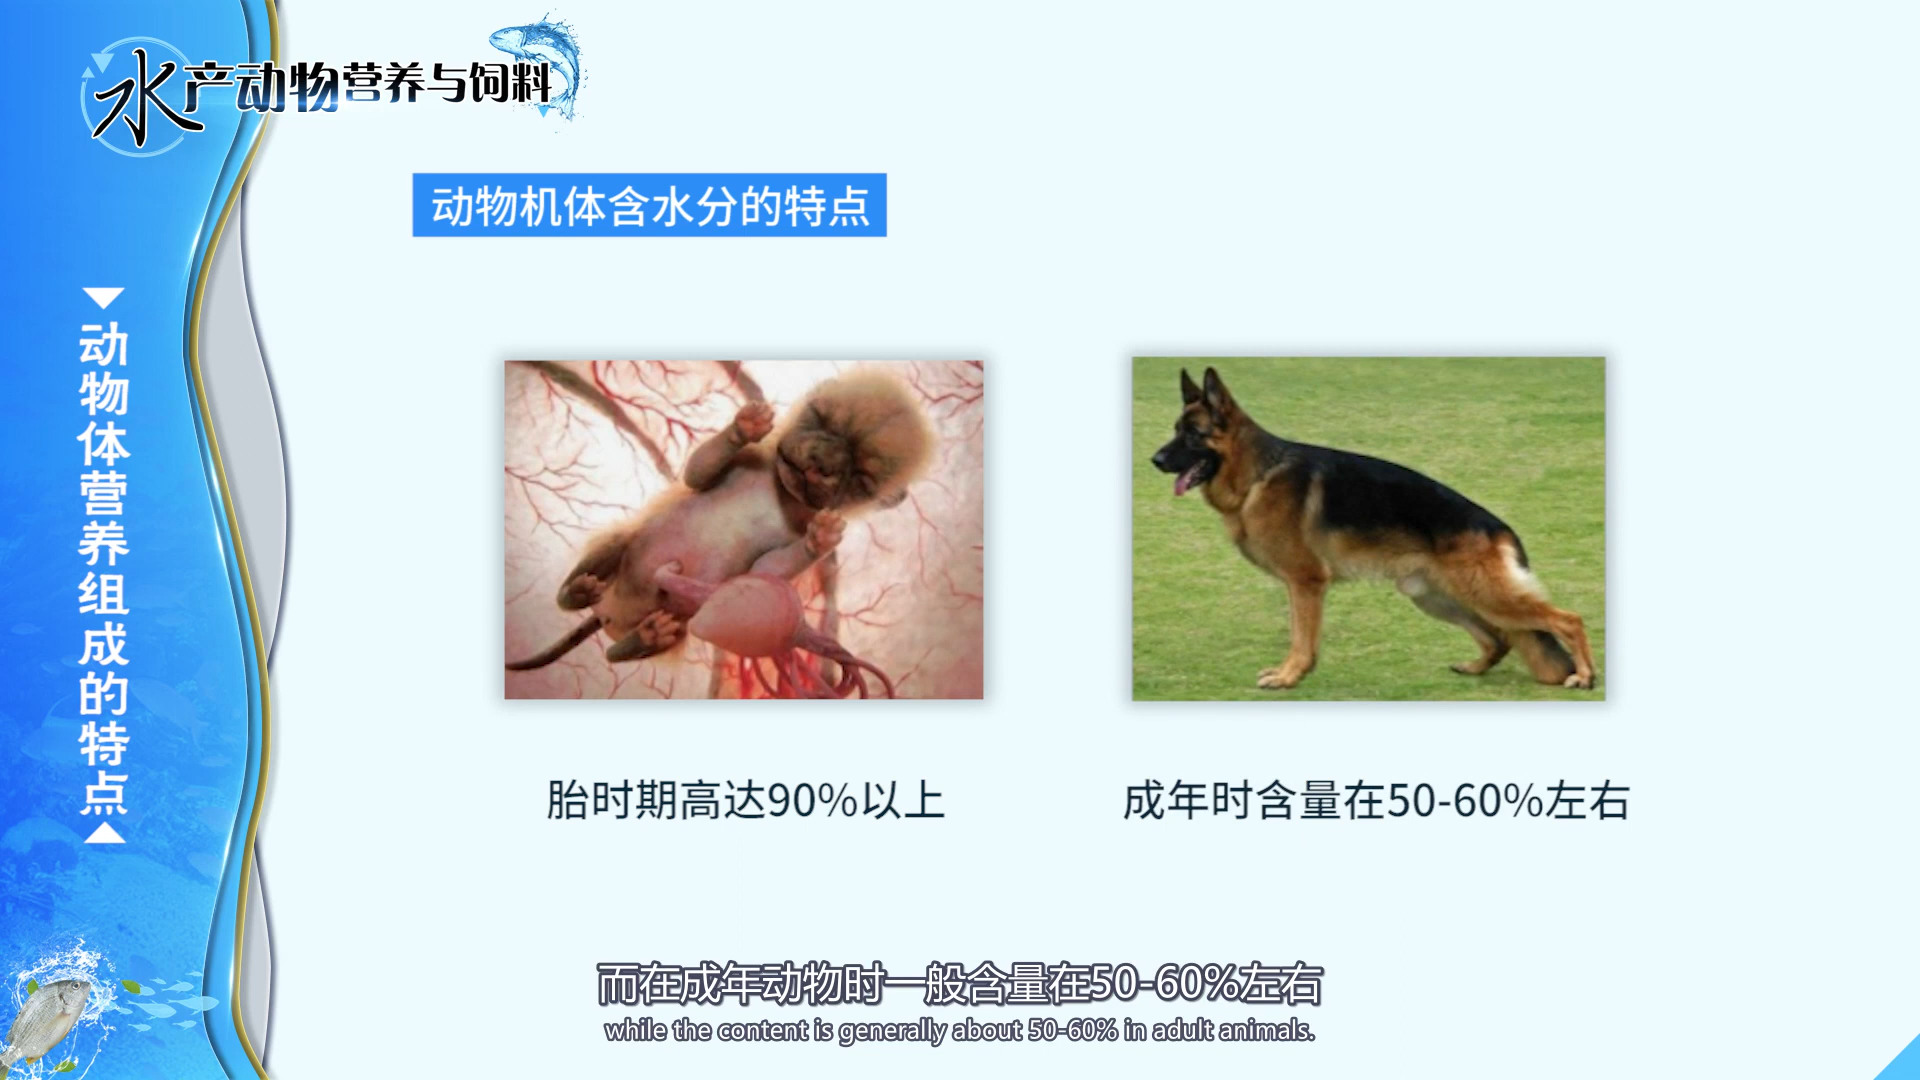 水产动物营养与饲料
动物机体含水分的特点
动物体营养组成的特点
胎时期高达90%以上
成年时含量在50-60%左右
而在成年动物时一般含量在50-60%左右
while the content is generally about 50-60% in adult animals.